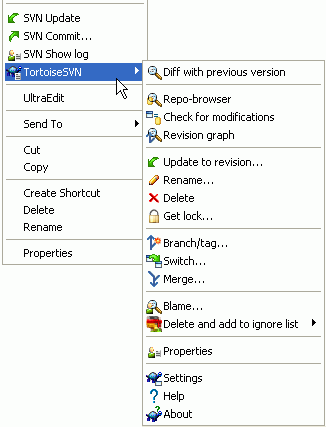 SVN Update
SVN Commit...
SVN Show log
TortoiseSVN
UltraEdit
Send To
Cut
Copy
Create Shortcut
Delete
Rename
Properties
Diff with previous version
Repo-browser
Check for modifications
Revision graph
Update to revision...
Rename...
Delete
Get lock...
Branch/tag...
Switch...
Merge...
Blame...
Delete and add to ignore list
Properties
Settings
Help
About